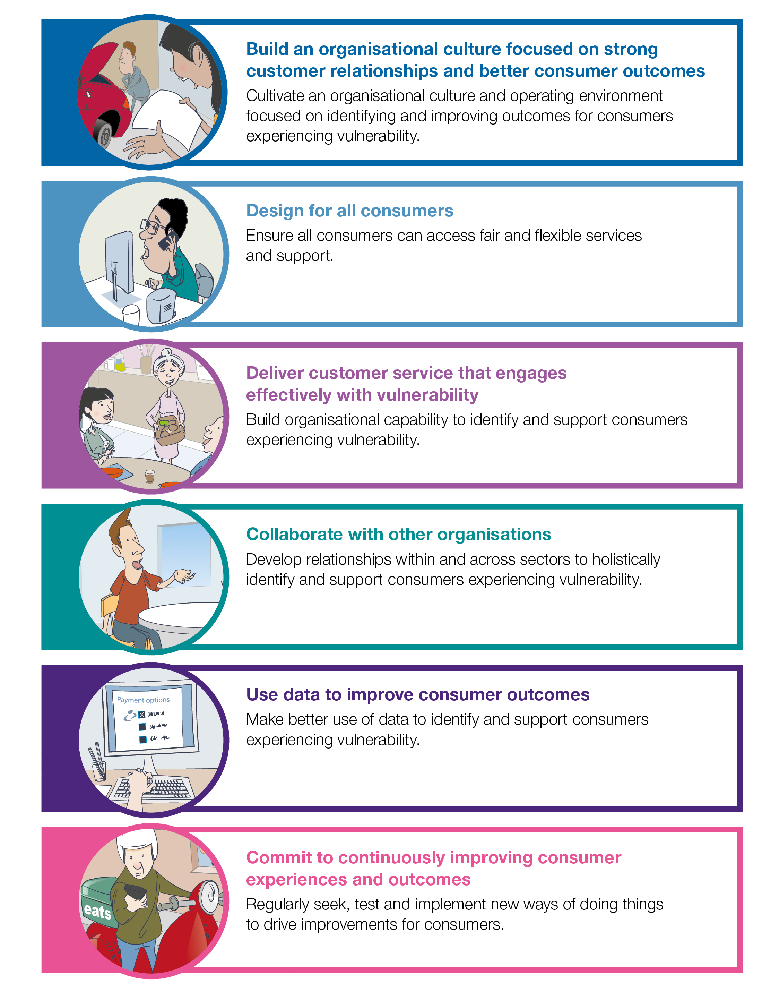 Build an organisational culture focused on strong
customer relationships and better consumer outcomes
Cultivate an organisational culture and operating environment
focused on identifying and improving outcomes for consumers
experiencing vulnerability.
Design for all consumers
Ensure all consumers can access fair and flexible services
and support.
Deliver customer service that engages
effectively with vulnerability
Build organisational capability to identify and support consumers
experiencing vulnerability.
Collaborate with other organisations
Develop relationships within and across sectors to holistically
identify and support consumers experiencing vulnerability.
Payment options
Use data to improve consumer outcomes
Make better use of data to identify and support consumers
experiencing vulnerability.
eats
Commit to continuously improving consumer
experiences and outcomes
Regularly seek, test and implement new ways of doing things
to drive improvements for consumers.